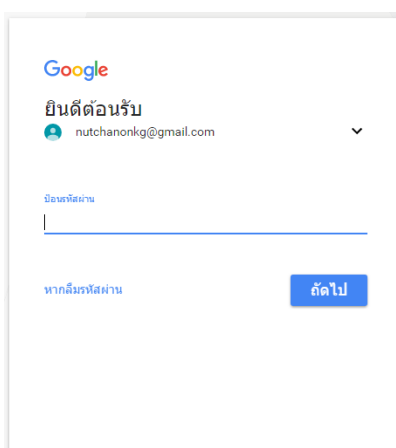 Google
ยินดีต้อนรับ
nutchanonkg@gmail.com
ป้อนรหัสผ่าน
หากลืมรหัสผ่าน
ถัดไป